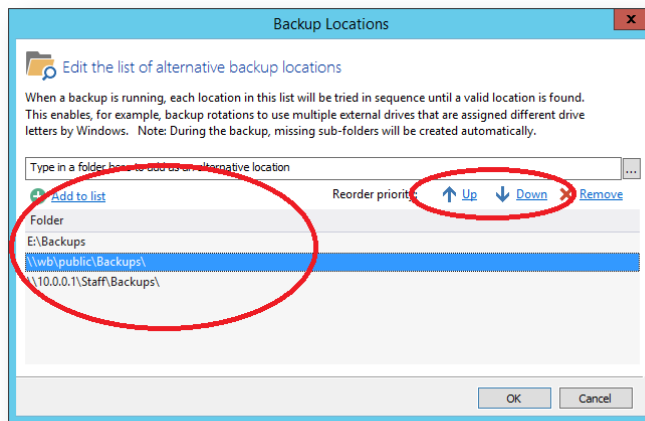 Backup Locations
x
Edit the list of alternative backup locations
When a backup is running, each location in this list will be tried in sequence until a valid location is found.
This enables, for example, backup rotations to use multiple external drives that are assigned different drive
letters by Windows. Note: During the backup, missing sub-folders will be created automatically.
Type in a folder here to add as an alternative location
...
Add to list Reorder priority: Up Down Remove
Folder
E:\Backups
\\wb\public\Backups\
\\10.0.0.1\Staff\Backups\
OK Cancel